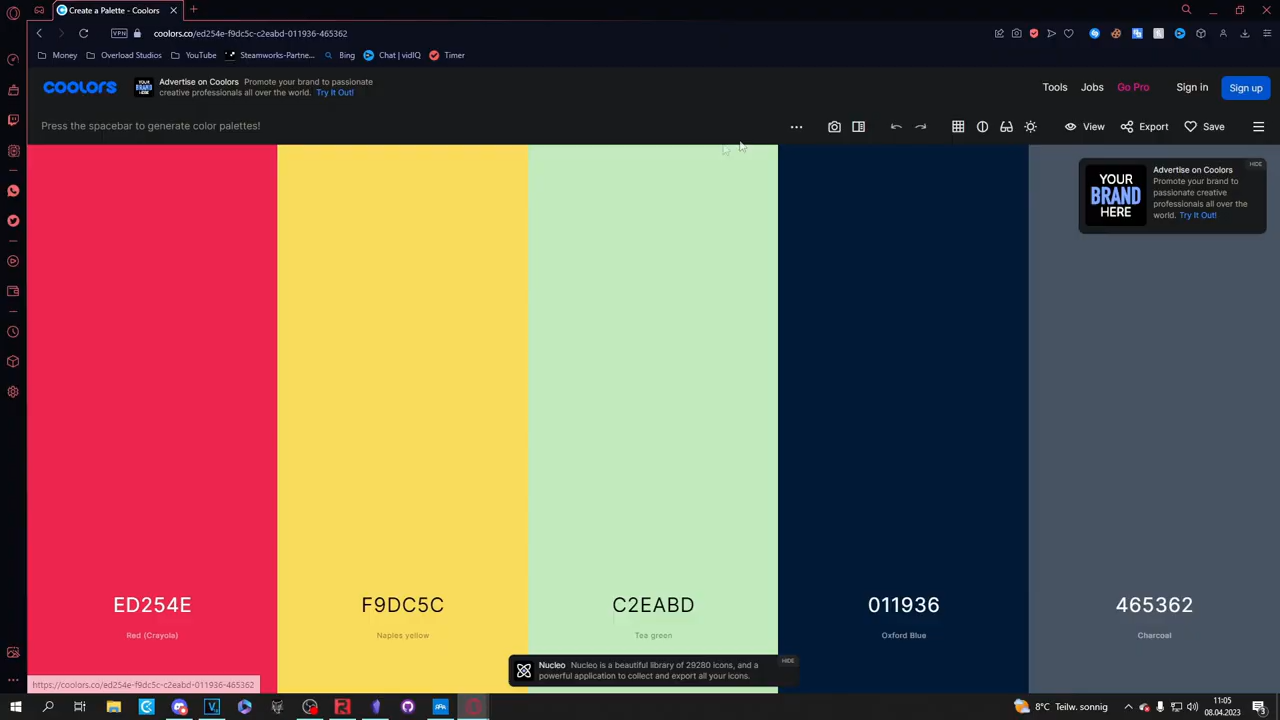 Create a Palette - Coolors
VPN
coolors.co/ed254e-f9dc5c-c2eabd-011936-465362
Money
Overload Studios
YouTube
Steamworks-Partne...
Bing
Chat | vidIQ
Timer
coolors
YOUR BRAND HERE
Advertise on Coolors Promote your brand to passionate
creative professionals all over the world. Try It Out!
Tools
Jobs
Go Pro
Sign in
Sign up
Press the spacebar to generate color palettes!
View
Export
Save
HIDE
YOUR
BRAND
HERE
Advertise on Coolors
Promote your brand to
passionate creative
professionals all over the
world. Try It Out!
ED254E
F9DC5C
C2EABD
011936
465362
Red (Crayola)
Naples yellow
Tea green
Oxford Blue
Charcoal
Nucleo Nucleo is a beautiful library of 29280 icons, and a
powerful application to collect and export all your icons.
HIDE
https://coolors.co/ed254e-f9dc5c-c2eabd-011936-465362
8°C Teilw. sonnig
11:05
08.04.2023